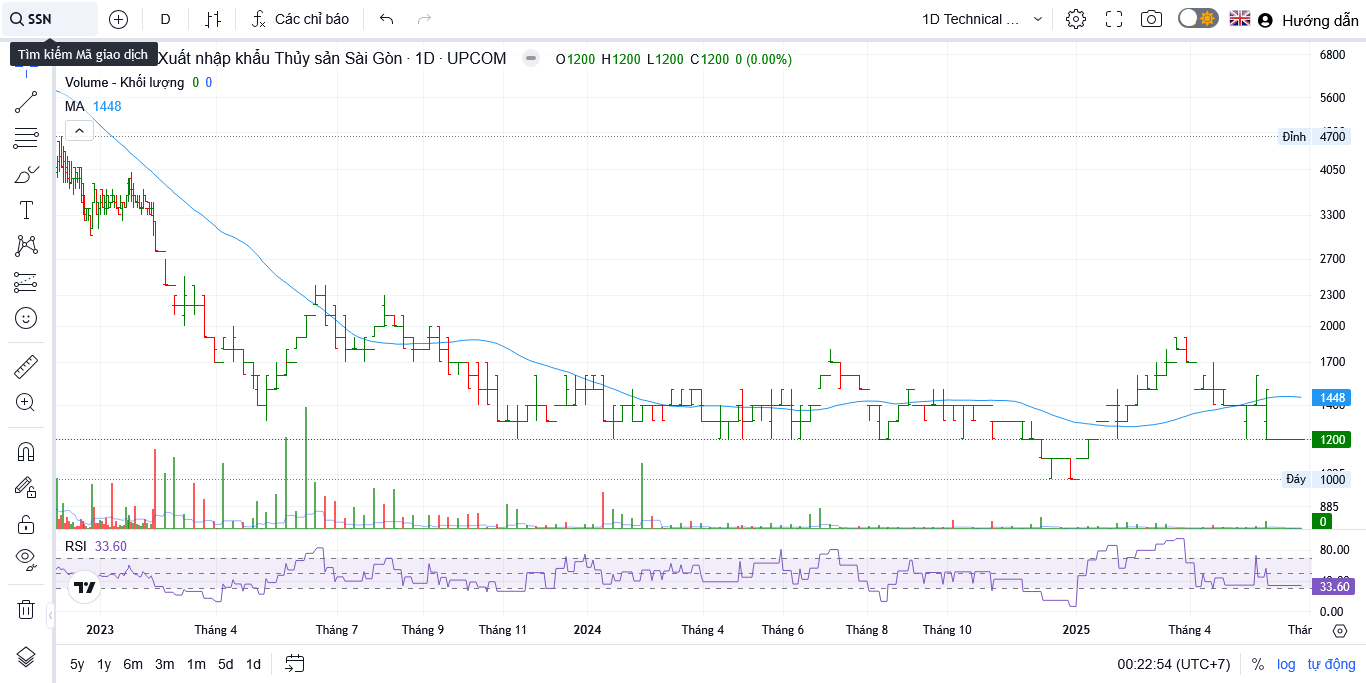 SSN D Các chỉ báo 1D Technical ... Hướng dẫn
Tìm kiếm Mã giao dịch
Xuất nhập khẩu Thủy sản Sài Gòn · 1D · UPCOM O1200 H1200 L1200 C1200 0 (0.00%)
Volume - Khối lượng 0 0
MA 1448
6800
5600
Đỉnh 4700
4050
3300
2700
2300
2000
1700
1448
1200
Đáy 1000
885
0
RSI 33.60
80.00
33.60
0.00
2023 Tháng 4 Tháng 7 Tháng 9 Tháng 11 2024 Tháng 4 Tháng 6 Tháng 8 Tháng 10 2025 Tháng 4 Thár
5y 1y 6m 3m 1m 5d 1d 00:22:54 (UTC+7) % log tự động